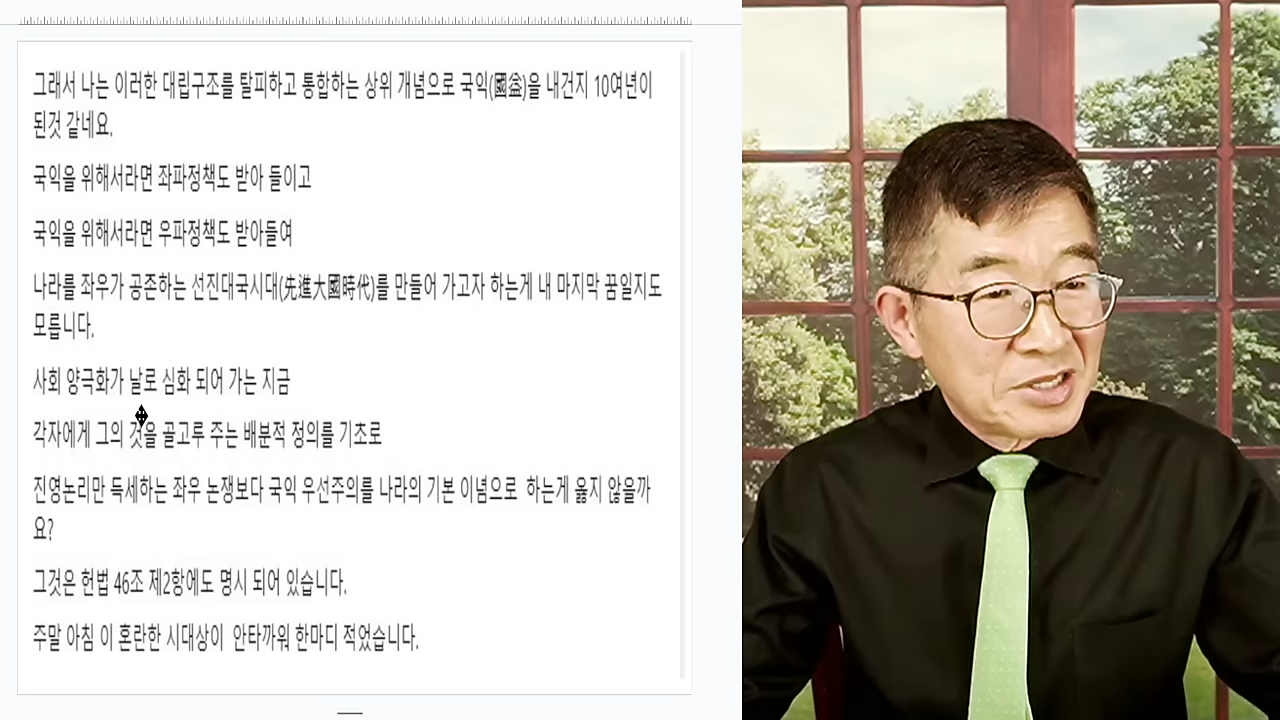 그래서 나는 이러한 대립구조를 탈피하고 통합하는 상위 개념으로 국익(國益)을 내건지 10여년이
된것 같네요.
국익을 위해서라면 좌파정책도 받아 들이고
국익을 위해서라면 우파정책도 받아들여
나라를 좌우가 공존하는 선진대국시대(先進大國時代)를 만들어 가고자 하는게 내 마지막 꿈일지도
모릅니다.
사회 양극화가 날로 심화 되어 가는 지금
각자에게 그의 것을 골고루 주는 배분적 정의를 기초로
진영논리만 득세하는 좌우 논쟁보다 국익 우선주의를 나라의 기본 이념으로 하는게 옳지 않을까
요?
그것은 헌법 46조 제2항에도 명시 되어 있습니다.
주말 아침 이 혼란한 시대상이 안타까워 한마디 적었습니다.